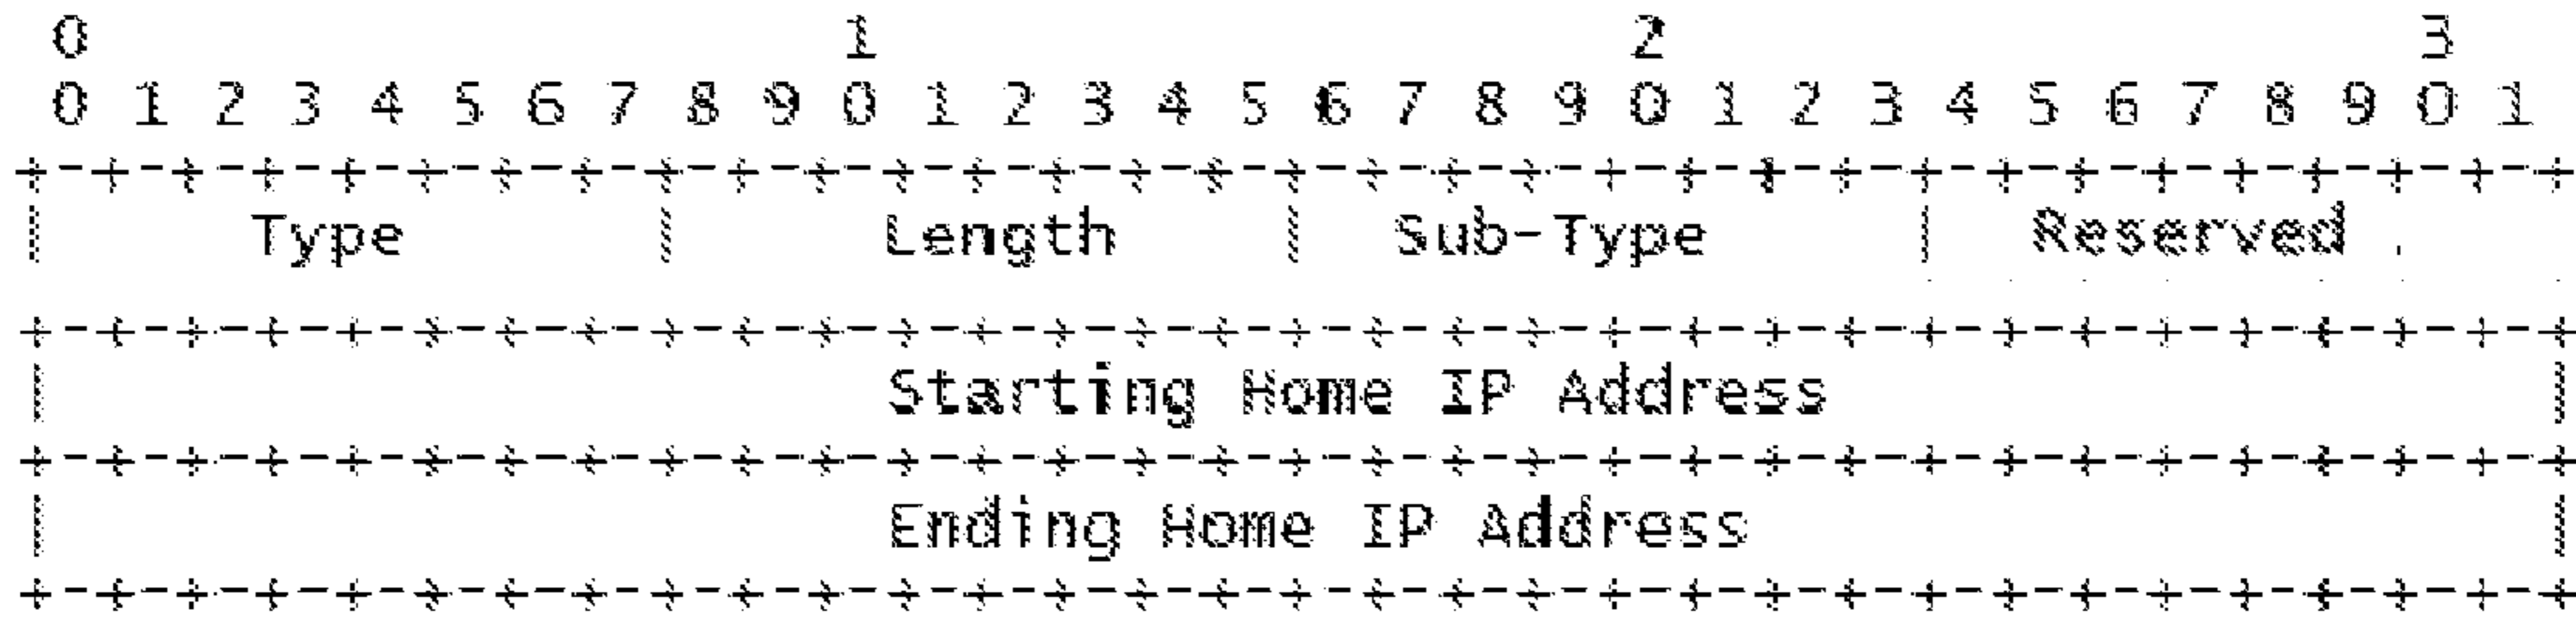 0                   1                   2                   3
0 1 2 3 4 5 6 7 8 9 0 1 2 3 4 5 6 7 8 9 0 1 2 3 4 5 6 7 8 9 0 1
+-+-+-+-+-+-+-+-+-+-+-+-+-+-+-+-+-+-+-+-+-+-+-+-+-+-+-+-+-+-+-+-+
|     Type      |     Length    |  Sub-Type     |  Reserved
+-+-+-+-+-+-+-+-+-+-+-+-+-+-+-+-+-+-+-+-+-+-+-+-+-+-+-+-+-+-+-+-+
|                     Starting Home IP Address                  |
+-+-+-+-+-+-+-+-+-+-+-+-+-+-+-+-+-+-+-+-+-+-+-+-+-+-+-+-+-+-+-+-+
|                     Ending Home IP Address                    |
+-+-+-+-+-+-+-+-+-+-+-+-+-+-+-+-+-+-+-+-+-+-+-+-+-+-+-+-+-+-+-+-+